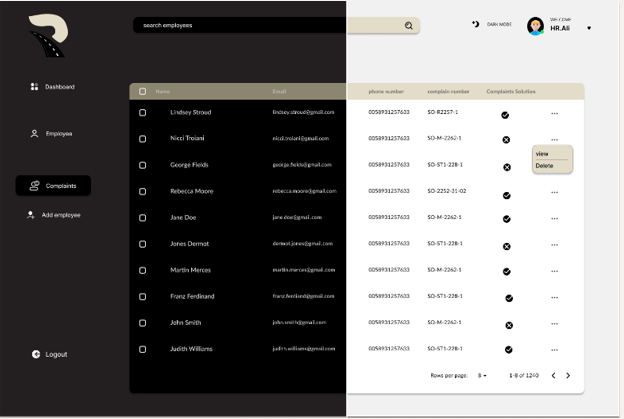 search employees
DARK MODE
WELCOME
HR.Ali
Dashboard
Employee
Complaints
Add employee
Logout
Name Email phone number complain number Complaints Solution
Lindsey Stroud lindsey.stroud@gmail.com 0058931257633 SO-R2257-1 ...
Nicci Troiani nicci.troiani@gmail.com 0058931257633 SO-M-2262-1 ...
view
Delete
George Fields george.fields@gmail.com 0058931257633 SO-ST1-228-1
Rebecca Moore rebecca.moore@gmail.com 0058931257633 SO-2252-31-02 ...
Jane Doe jane.doe@gmail.com 0058931257633 SO-M-2262-1 ...
Jones Dermot dermot.jones@gmail.com 0058931257633 SO-ST1-228-1 ...
Martin Merces martin.merces@gmail.com 0058931257633 SO-M-2262-1 ...
Franz Ferdinand franz.ferdinand@gmail.com 0058931257633 SO-ST1-228-1 ...
John Smith john.smith@gmail.com 0058931257633 SO-M-2262-1 ...
Judith Williams judith.williams@gmail.com 0058931257633 SO-ST1-228-1 ...
Rows per page: 8 1-8 of 1240